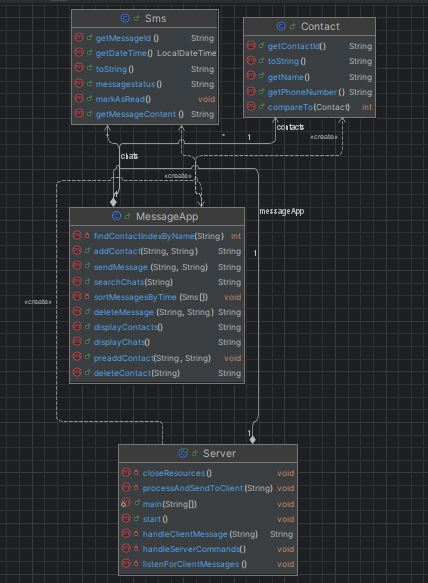 Sms
getMessageId () String
getDateTime () LocalDateTime
toString () String
messagestatus() String
markAsRead() void
getMessageContent () String
Contact
getContactId() String
toString () String
getName() String
getPhoneNumber() String
compareTo(Contact) int
* 1 contacts
«create»
chats
«create»
1
messageApp
MessageApp
findContactIndexByName(String) int
addContact(String, String) String
sendMessage (String, String) String
searchChats(String) String
sortMessagesByTime (Sms[]) void
deleteMessage (String, String) String
displayContacts() String
displayChats() String
preaddContact(String, String) void
deleteContact(String) String
1
«create»
1
Server
closeResources () void
processAndSendToClient (String) void
main(String[]) void
start() void
handleClientMessage (String) String
handleServerCommands() void
listenForClientMessages () void